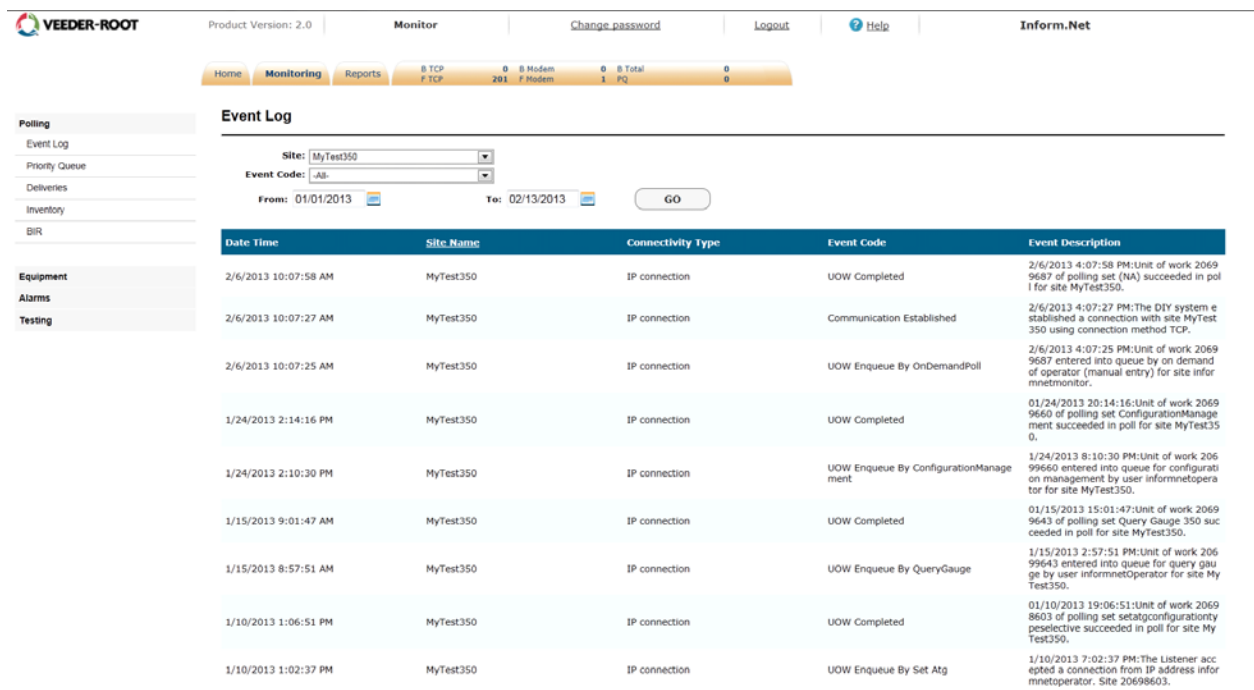 VEEDER-ROOT Product Version: 2.0 Monitor Change password Logout ? Help Inform.Net
Home Monitoring Reports B TCP 0 B Modem 0 B Total 0
F TCP 201 F Modem 1 PQ 0
Event Log
Polling
Event Log
Priority Queue
Deliveries
Inventory
BIR
Equipment
Alarms
Testing
Site: MyTest350
Event Code: -All-
From: 01/01/2013 To: 02/13/2013 GO
Date Time Site Name Connectivity Type Event Code Event Description
2/6/2013 10:07:58 AM MyTest350 IP connection UOW Completed
2/6/2013 4:07:58 PM:Unit of work 2069
9687 of polling set (NA) succeeded in pol
l for site MyTest350.
2/6/2013 10:07:27 AM MyTest350 IP connection Communication Established
2/6/2013 4:07:27 PM:The DIY system e
stablished a connection with site MyTest
350 using connection method TCP.
2/6/2013 10:07:25 AM MyTest350 IP connection UOW Enqueue By OnDemandPoll
2/6/2013 4:07:25 PM:Unit of work 2069
9687 entered into queue by on demand
of operator (manual entry) for site infor
mnetmonitor.
1/24/2013 2:14:16 PM MyTest350 IP connection UOW Completed
01/24/2013 20:14:16:Unit of work 2069
9660 of polling set ConfigurationManage
ment succeeded in poll for site MyTest35
0.
1/24/2013 2:10:30 PM MyTest350 IP connection UOW Enqueue By ConfigurationManage
ment
1/24/2013 8:10:30 PM:Unit of work 206
99660 entered into queue for configurati
on management by user informnetopera
tor for site MyTest350.
1/15/2013 9:01:47 AM MyTest350 IP connection UOW Completed
01/15/2013 15:01:47:Unit of work 2069
9643 of polling set Query Gauge 350 suc
ceeded in poll for site MyTest350.
1/15/2013 8:57:51 AM MyTest350 IP connection UOW Enqueue By QueryGauge
1/15/2013 2:57:51 PM:Unit of work 206
99643 entered into queue for query gau
ge by user informnetOperator for site My
Test350.
1/10/2013 1:06:51 PM MyTest350 IP connection UOW Completed
01/10/2013 19:06:51:Unit of work 2069
8603 of polling set setatgconfigurationty
peselective succeeded in poll for site My
Test350.
1/10/2013 1:02:37 PM MyTest350 IP connection UOW Enqueue By Set Atg
1/10/2013 7:02:37 PM:The Listener acc
epted a connection from IP address infor
mnetoperator. Site 20698603.